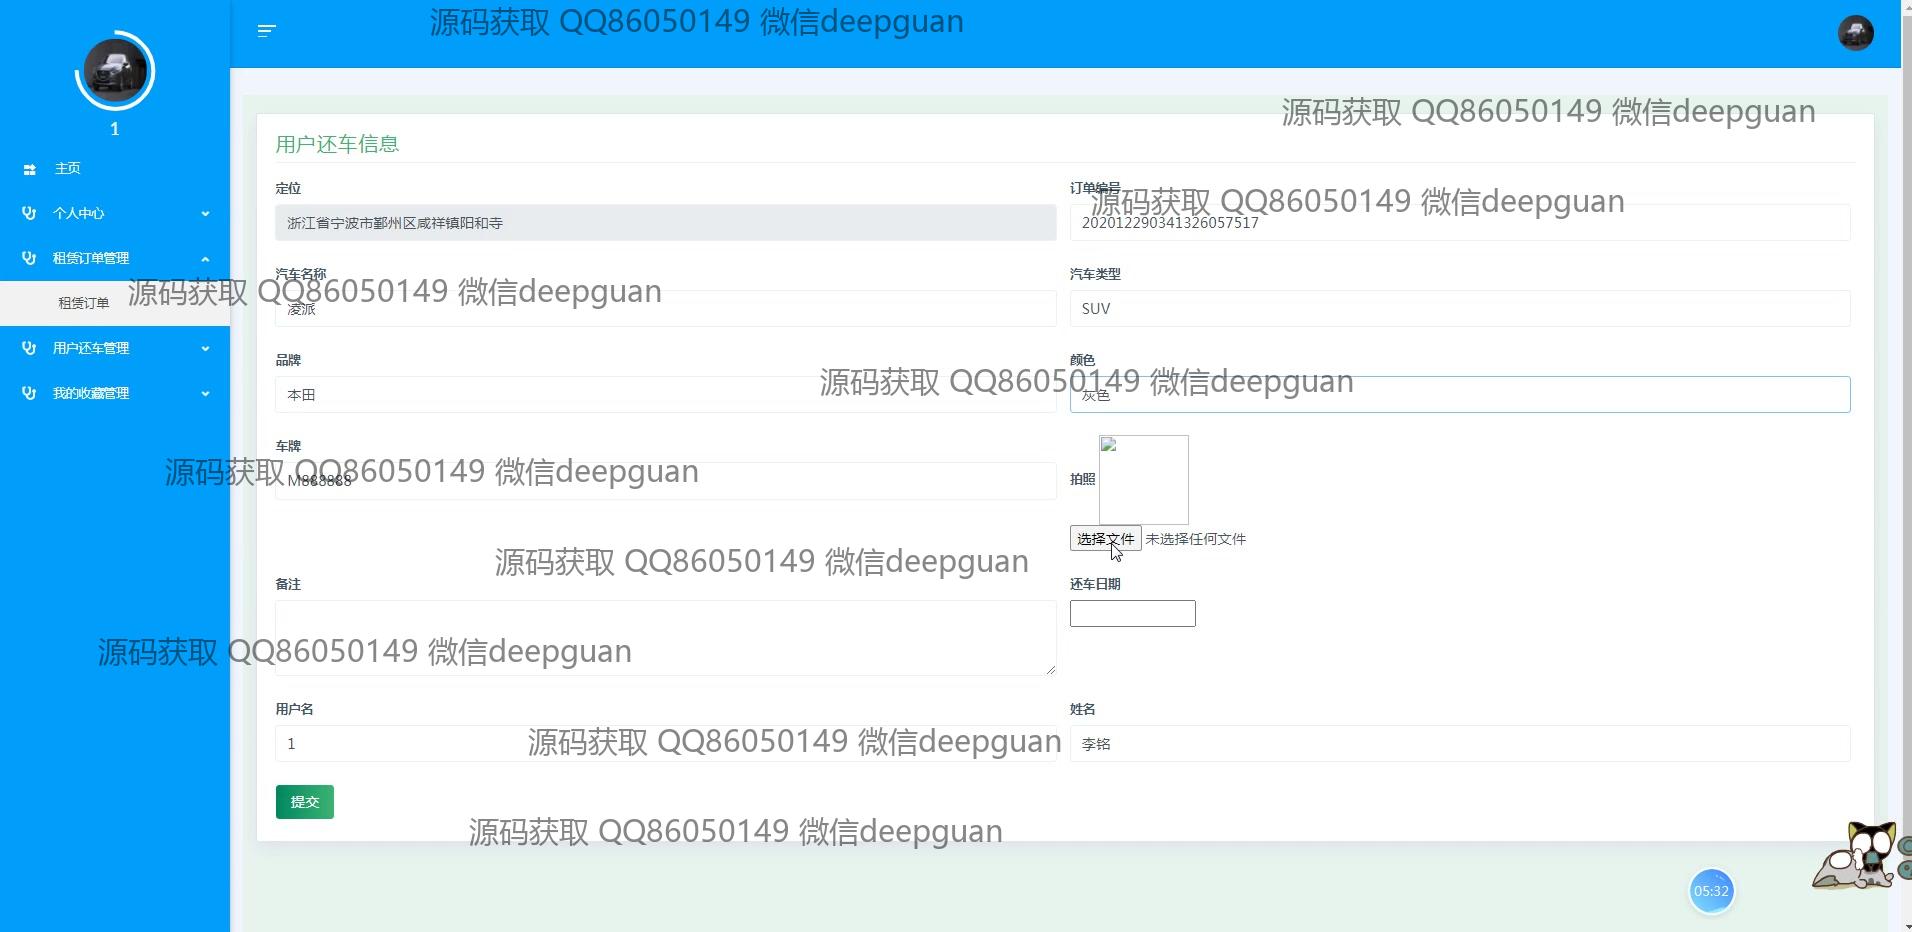 源码获取 QQ86050149 微信deepguan
1
主页
个人中心
租赁订单管理
租赁订单
用户还车管理
我的收藏管理
源码获取 QQ86050149 微信deepguan
用户还车信息
定位
浙江省宁波市鄞州区咸祥镇阳和寺
订单编号
源码获取 QQ86050149 微信deepguan
202012290341326057517
汽车名称
源码获取 QQ86050149 微信deepguan
凌派
汽车类型
SUV
品牌
本田
颜色
源码获取 QQ86050149 微信deepguan
灰色
车牌
源码获取 QQ86050149 微信deepguan
M888888
拍照
选择文件 未选择任何文件
源码获取 QQ86050149 微信deepguan
备注
还车日期
源码获取 QQ86050149 微信deepguan
用户名
1
源码获取 QQ86050149 微信deepguan
姓名
李铭
提交
源码获取 QQ86050149 微信deepguan
05:32